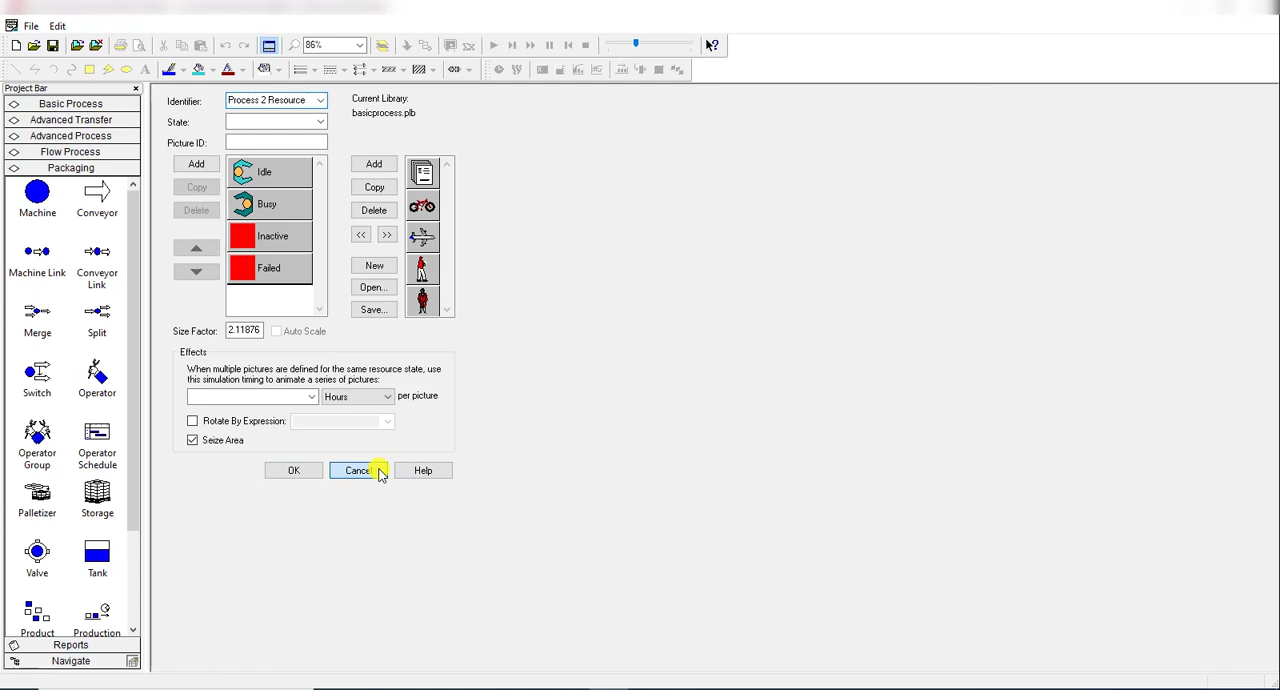 File Edit
86%
Project Bar
Basic Process
Advanced Transfer
Advanced Process
Flow Process
Packaging
Machine Conveyor
Machine Link Conveyor Link
Merge Split
Switch Operator
Operator Group Operator Schedule
Palletizer Storage
Valve Tank
Product Production
Reports
Navigate
Identifier: Process 2 Resource
State:
Picture ID:
Current Library:
basicprocess.plb
Add
Copy
Delete
Idle
Busy
Inactive
Failed
Add
Copy
Delete
<< >>
New
Open...
Save...
Size Factor: 2.11876 Auto Scale
Effects
When multiple pictures are defined for the same resource state, use
this simulation timing to animate a series of pictures:
Hours per picture
Rotate By Expression:
Seize Area
OK Cancel Help